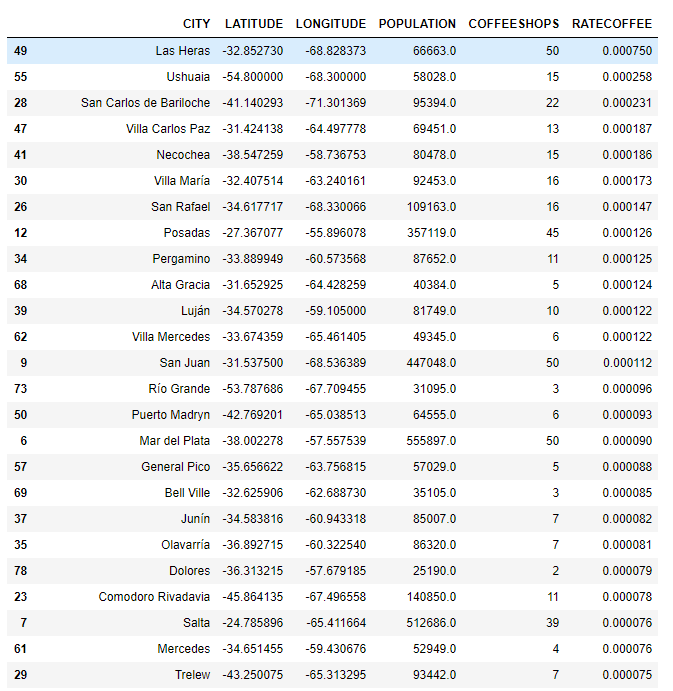 CITY LATITUDE LONGITUDE POPULATION COFFEESHOPS RATECOFFEE
49 Las Heras -32.852730 -68.828373 66663.0 50 0.000750
55 Ushuaia -54.800000 -68.300000 58028.0 15 0.000258
28 San Carlos de Bariloche -41.140293 -71.301369 95394.0 22 0.000231
47 Villa Carlos Paz -31.424138 -64.497778 69451.0 13 0.000187
41 Necochea -38.547259 -58.736753 80478.0 15 0.000186
30 Villa María -32.407514 -63.240161 92453.0 16 0.000173
26 San Rafael -34.617717 -68.330066 109163.0 16 0.000147
12 Posadas -27.367077 -55.896078 357119.0 45 0.000126
34 Pergamino -33.889949 -60.573568 87652.0 11 0.000125
68 Alta Gracia -31.652925 -64.428259 40384.0 5 0.000124
39 Luján -34.570278 -59.105000 81749.0 10 0.000122
62 Villa Mercedes -33.674359 -65.461405 49345.0 6 0.000122
9 San Juan -31.537500 -68.536389 447048.0 50 0.000112
73 Río Grande -53.787686 -67.709455 31095.0 3 0.000096
50 Puerto Madryn -42.769201 -65.038513 64555.0 6 0.000093
6 Mar del Plata -38.002278 -57.557539 555897.0 50 0.000090
57 General Pico -35.656622 -63.756815 57029.0 5 0.000088
69 Bell Ville -32.625906 -62.688730 35105.0 3 0.000085
37 Junín -34.583816 -60.943318 85007.0 7 0.000082
35 Olavarría -36.892715 -60.322540 86320.0 7 0.000081
78 Dolores -36.313215 -57.679185 25190.0 2 0.000079
23 Comodoro Rivadavia -45.864135 -67.496558 140850.0 11 0.000078
7 Salta -24.785896 -65.411664 512686.0 39 0.000076
61 Mercedes -34.651455 -59.430676 52949.0 4 0.000076
29 Trelew -43.250075 -65.313295 93442.0 7 0.000075